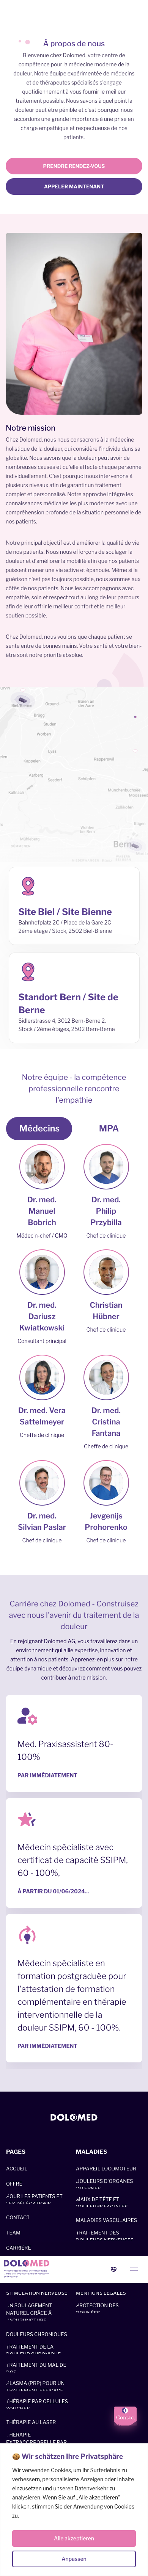 À propos de nous
Bienvenue chez Dolomed, votre centre de
compétence pour la médecine moderne de la
douleur. Notre équipe expérimentée de médecins
et de thérapeutes spécialisés s'engage
quotidiennement à vous fournir le meilleur
traitement possible. Nous savons à quel point la
douleur peut être pénible et c'est pourquoi nous
accordons une grande importance à une prise en
charge empathique et respectueuse de nos
patients.
PRENDRE RENDEZ-VOUS
APPELER MAINTENANT
Notre mission
Chez Dolomed, nous nous consacrons à la médecine
holistique de la douleur, qui considère l'individu dans sa
globalité. Nous savons que la douleur peut avoir de
nombreuses causes et qu'elle affecte chaque personne
différemment. C'est pourquoi nous intervenons à
plusieurs niveaux afin de garantir un traitement
complet et personnalisé. Notre approche intègre nos
connaissances médicales modernes avec une
compréhension profonde de la situation personnelle de
nos patients.
Notre principal objectif est d'améliorer la qualité de vie
de nos patients. Nous nous efforçons de soulager la
douleur et d'améliorer la mobilité afin que nos patients
puissent mener une vie active et épanouie. Même si la
guérison n'est pas toujours possible, nous sommes aux
côtés de nos patients. Nous les accompagnons avec
empathie, soin et respect tout au long de leur parcours
afin de leur offrir le meilleur confort et le meilleur
soutien possible.
Chez Dolomed, nous voulons que chaque patient se
sente entre de bonnes mains. Votre santé et votre bien-
être sont notre priorité absolue.
Site Biel / Site Bienne
Bahnhofplatz 2C / Place de la Gare 2C
2ème étage / Stock, 2502 Biel-Bienne
Standort Bern / Site de
Berne
Sidlerstrasse 4, 3012 Bern-Berne 2.
Stock / 2ème étages, 2502 Bern-Berne
Notre équipe - la compétence
professionnelle rencontre
l'empathie
Médecins MPA
Dr. med.
Manuel
Bobrich
Médecin-chef / CMO
Dr. med.
Philip
Przybilla
Chef de clinique
Dr. med.
Dariusz
Kwiatkowski
Consultant principal
Christian
Hübner
Chef de clinique
Dr. med. Vera
Sattelmeyer
Cheffe de clinique
Dr. med.
Cristina
Fantana
Cheffe de clinique
Dr. med.
Silvian Paslar
Chef de clinique
Jevgenijs
Prohorenko
Chef de clinique
Carrière chez Dolomed - Construisez
avec nous l'avenir du traitement de la
douleur
En rejoignant Dolomed AG, vous travaillerez dans un
environnement qui allie expertise, innovation et
attention à nos patients. Apprenez-en plus sur notre
équipe dynamique et découvrez comment vous pouvez
contribuer à notre mission.
Med. Praxisassistent 80-
100%
PAR IMMÉDIATEMENT
Médecin spécialiste avec
certificat de capacité SSIPM,
60 - 100%,
À PARTIR DU 01/06/2024...
Médecin spécialiste en
formation postgraduée pour
l'attestation de formation
complémentaire en thérapie
interventionnelle de la
douleur SSIPM, 60 - 100%.
PAR IMMÉDIATEMENT
DOLOMED
PAGES
ACCUEIL
OFFRE
POUR LES PATIENTS ET
CONTACT
TEAM
CARRIÈRE
MALADIES
APPAREIL LOCOMOTEUR
DOULEURS D'ORGANES
MAUX DE TÊTE ET
MALADIES VASCULAIRES
TRAITEMENT DES
DOLOMED
STIMULATION NERVEUSE
MENTIONS LÉGALES
UN SOULAGEMENT
NATUREL GRÂCE À
PROTECTION DES
DOULEURS CHRONIQUES
TRAITEMENT DE LA
TRAITEMENT DU MAL DE
PLASMA (PRP) POUR UN
THÉRAPIE PAR CELLULES
THÉRAPIE AU LASER
THÉRAPIE
Contact
🍪 Wir schätzen Ihre Privatsphäre
Wir verwenden Cookies, um Ihr Surferlebnis zu
verbessern, personalisierte Anzeigen oder Inhalte
einzusetzen und unseren Datenverkehr zu
analysieren. Wenn Sie auf „Alle akzeptieren"
klicken, stimmen Sie der Anwendung von Cookies
zu.
Alle akzeptieren
Anpassen